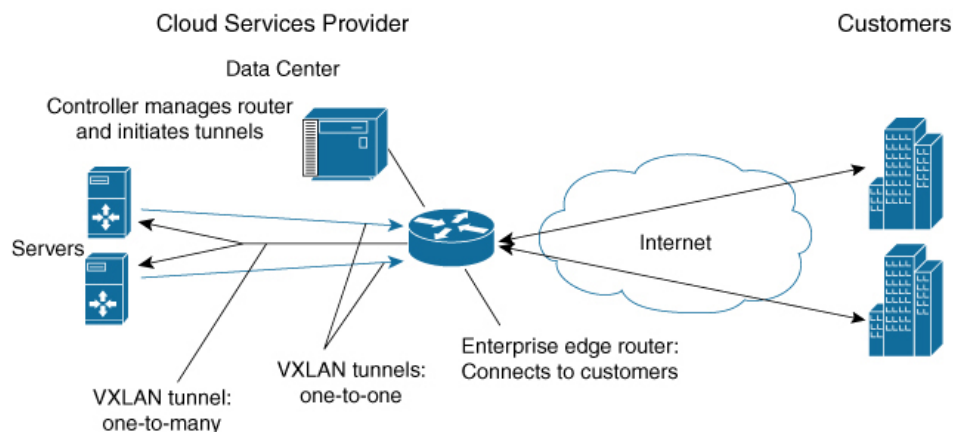 Cloud Services Provider
Customers
Data Center
Controller manages router
and initiates tunnels
Servers
Internet
VXLAN tunnel:
one-to-many
VXLAN tunnels:
one-to-one
Enterprise edge router:
Connects to customers